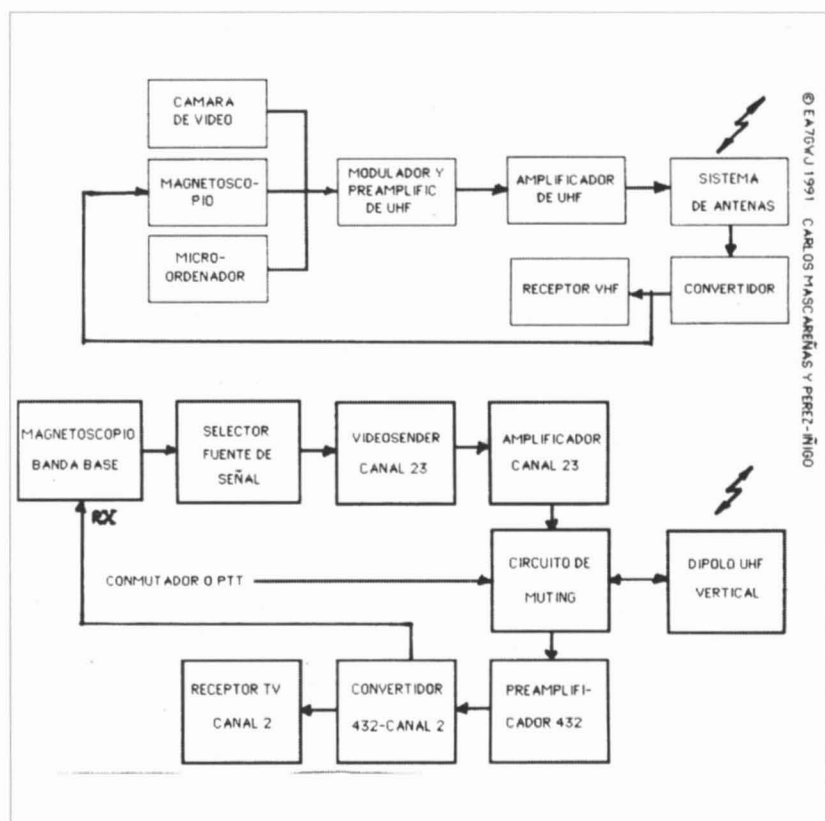 CAMARA
DE VIDEO
MAGNETOSCO-
PIO
MICRO-
ORDENADOR
MODULADOR Y
PREAMPLIFIC
DE UHF
AMPLIFICADOR
DE UHF
SISTEMA
DE ANTENAS
RECEPTOR VHF
CONVERTIDOR
© EA7GWJ 1991 CARLOS MASCAREÑAS Y PEREZ-IÑIGO
MAGNETOSCOPIO
BANDA BASE
SELECTOR
FUENTE DE
SEÑAL
VIDEOSENDER
CANAL 23
AMPLIFICADOR
CANAL 23
RX
CONMUTADOR O PTT
CIRCUITO DE
MUTING
DIPOLO UHF
VERTICAL
RECEPTOR TV
CANAL 2
CONVERTIDOR
432-CANAL 2
PREAMPLIFI-
CADOR 432